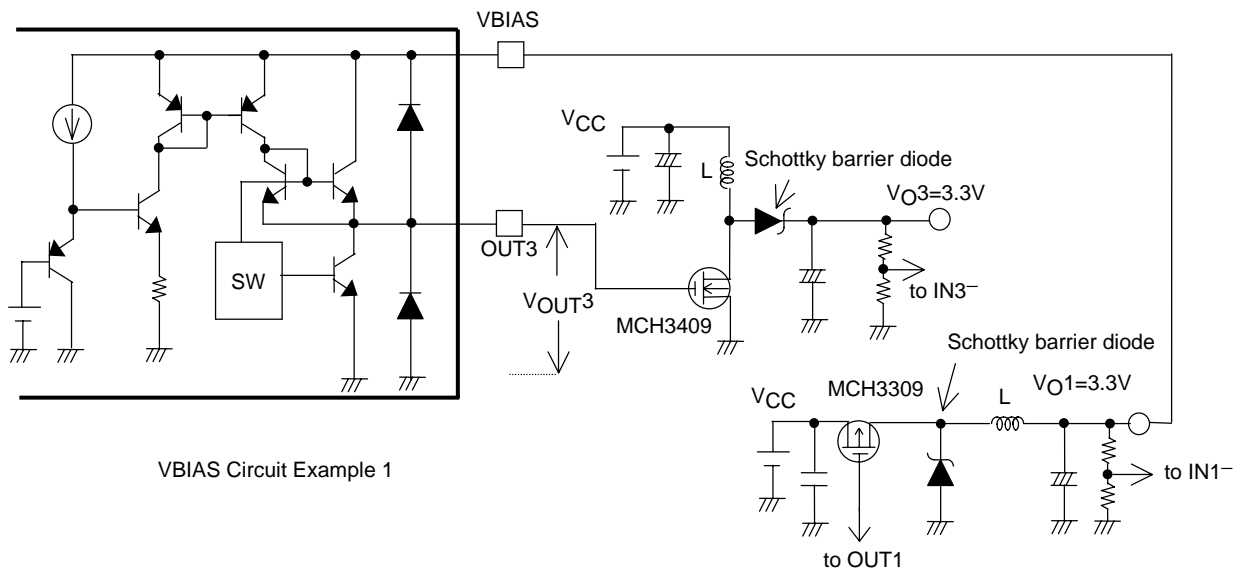 VBIAS
VCC
L
Schottky barrier diode
VO3=3.3V
OUT3
SW
to IN3–
VOUT3
MCH3409
Schottky barrier diode
VCC
MCH3309
L
VO1=3.3V
VBIAS Circuit Example 1
to IN1–
to OUT1